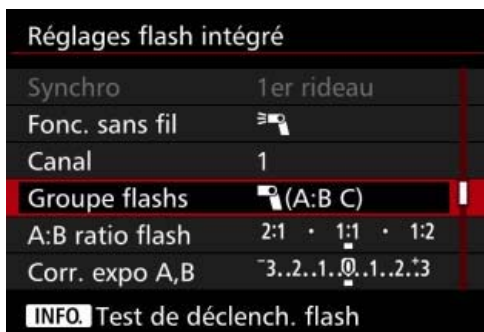 Réglages flash intégré
Synchro 1er rideau
Fonc. sans fil
Canal 1
Groupe flashs (A:B C)
A:B ratio flash 2:1 · 1:1 · 1:2
Corr. expo A,B -3..2..1..0..1..2.+3
INFO. Test de déclench. flash